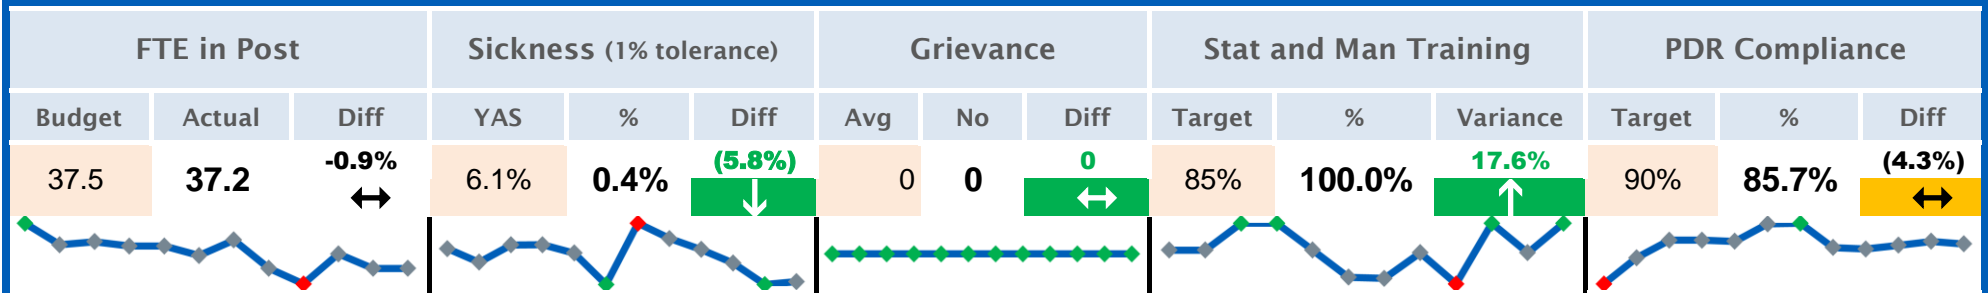 FTE in Post Sickness (1% tolerance) Grievance Stat and Man Training PDR Compliance
Budget Actual Diff YAS % Diff Avg No Diff Target % Variance Target % Diff
37.5 37.2 -0.9% 6.1% 0.4% (5.8%) 0 0 0 85% 100.0% 17.6% 90% 85.7% (4.3%)